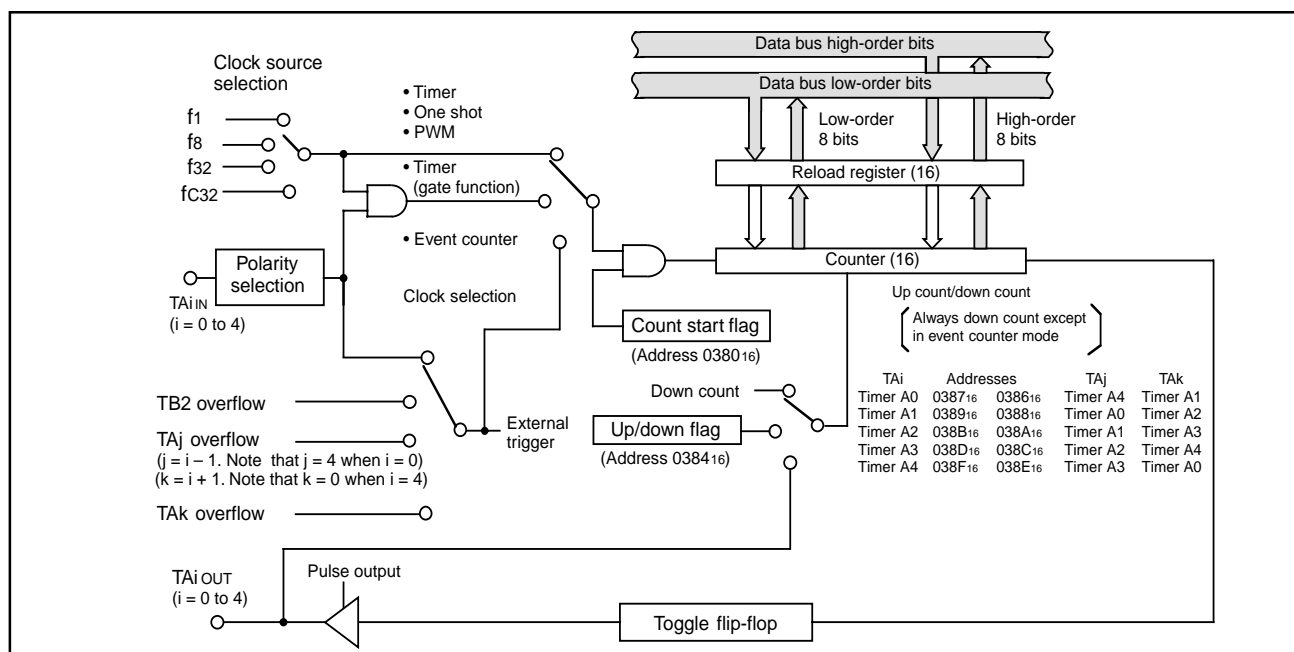 Data bus high-order bits
Data bus low-order bits
Clock source
selection
f1
f8
f32
fC32
• Timer
• One shot
• PWM
• Timer
(gate function)
• Event counter
Low-order
8 bits
High-order
8 bits
Reload register (16)
Counter (16)
Polarity
selection
TAiIN
(i = 0 to 4)
Clock selection
Count start flag
(Address 038016)
Up count/down count
Always down count except
in event counter mode
TB2 overflow
TAj overflow
(j = i – 1. Note that j = 4 when i = 0)
(k = i + 1. Note that k = 0 when i = 4)
TAk overflow
External
trigger
Down count
Up/down flag
(Address 038416)
TAi Addresses TAj TAk
Timer A0 038716 038616 Timer A4 Timer A1
Timer A1 038916 038816 Timer A0 Timer A2
Timer A2 038B16 038A16 Timer A1 Timer A3
Timer A3 038D16 038C16 Timer A2 Timer A4
Timer A4 038F16 038E16 Timer A3 Timer A0
TAiOUT
(i = 0 to 4)
Pulse output
Toggle flip-flop